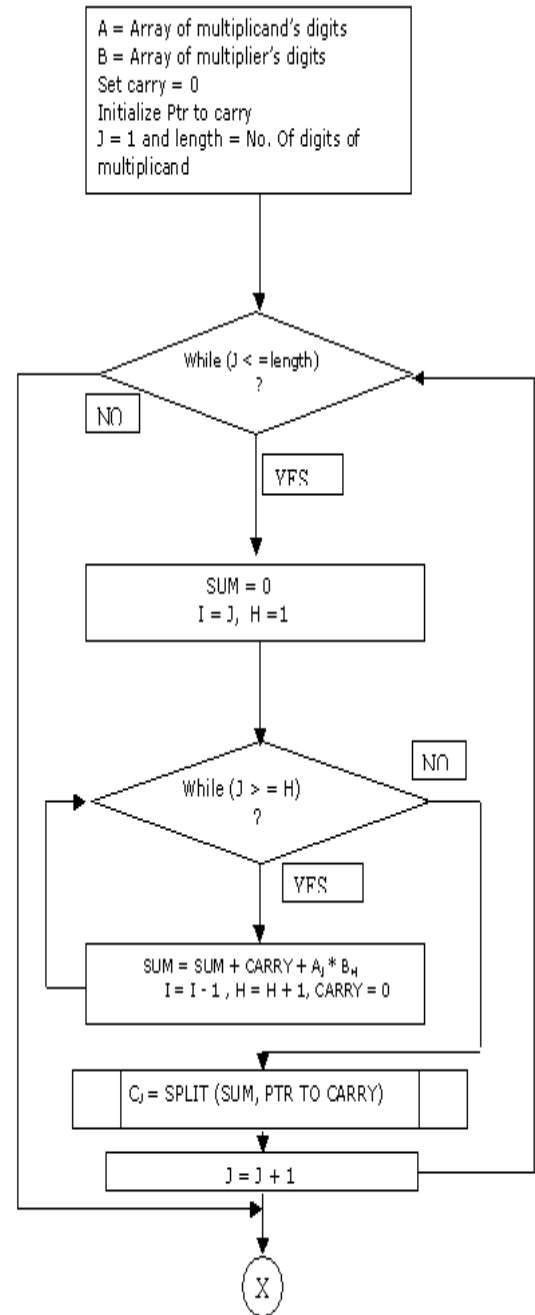 A = Array of multiplicand's digits
B = Array of multiplier's digits
Set carry = 0
Initialize Ptr to carry
J = 1 and length = No. Of digits of
multiplicand
While (J < =length)
?
NO
YES
SUM = 0
I = J, H =1
NO
While (J > = H)
?
YES
SUM = SUM + CARRY + AJ * BH
I = I - 1 , H = H + 1, CARRY = 0
CJ = SPLIT (SUM, PTR TO CARRY)
J = J + 1
X